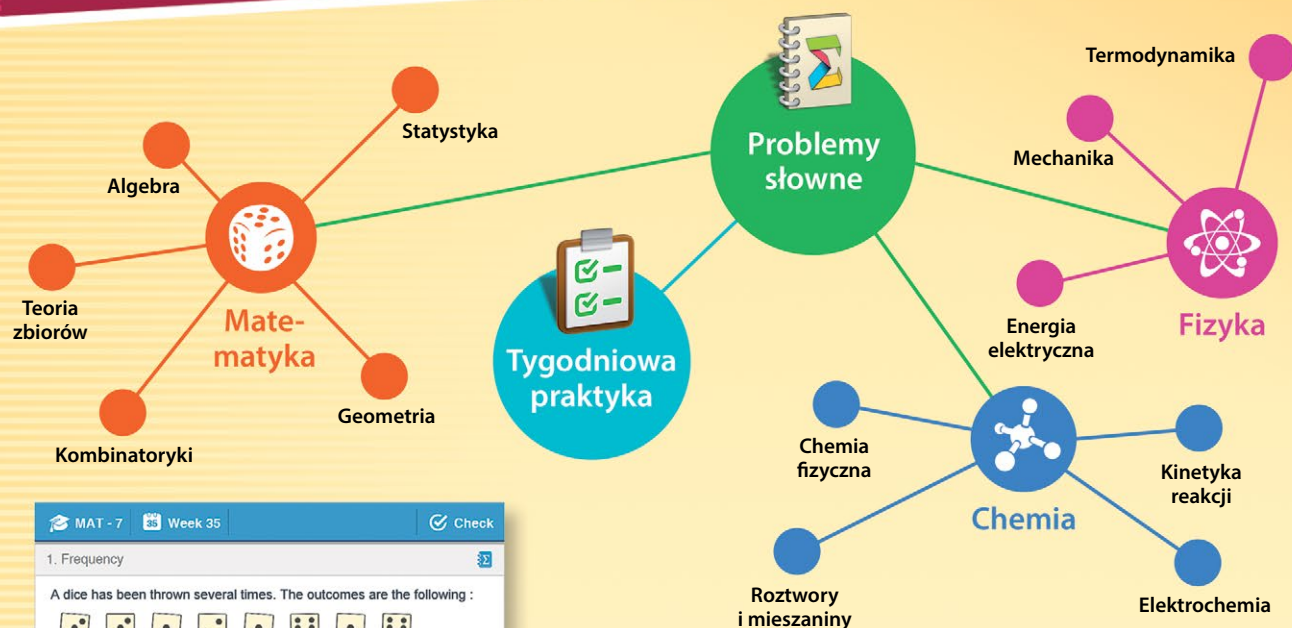 Problemy
słowne
Termodynamika
Mechanika
Energia
elektryczna
Fizyka
Statystyka
Algebra
Teoria
zbiorów
Mate-
matyka
Kombinatoryki
Geometria
Tygodniowa
praktyka
Chemia
fizyczna
Kinetyka
reakcji
Chemia
Roztwory
i mieszaniny
Elektrochemia
MAT - 7 35 Week 35 Check
1. Frequency
Σ
A dice has been thrown several times. The outcomes are the following :